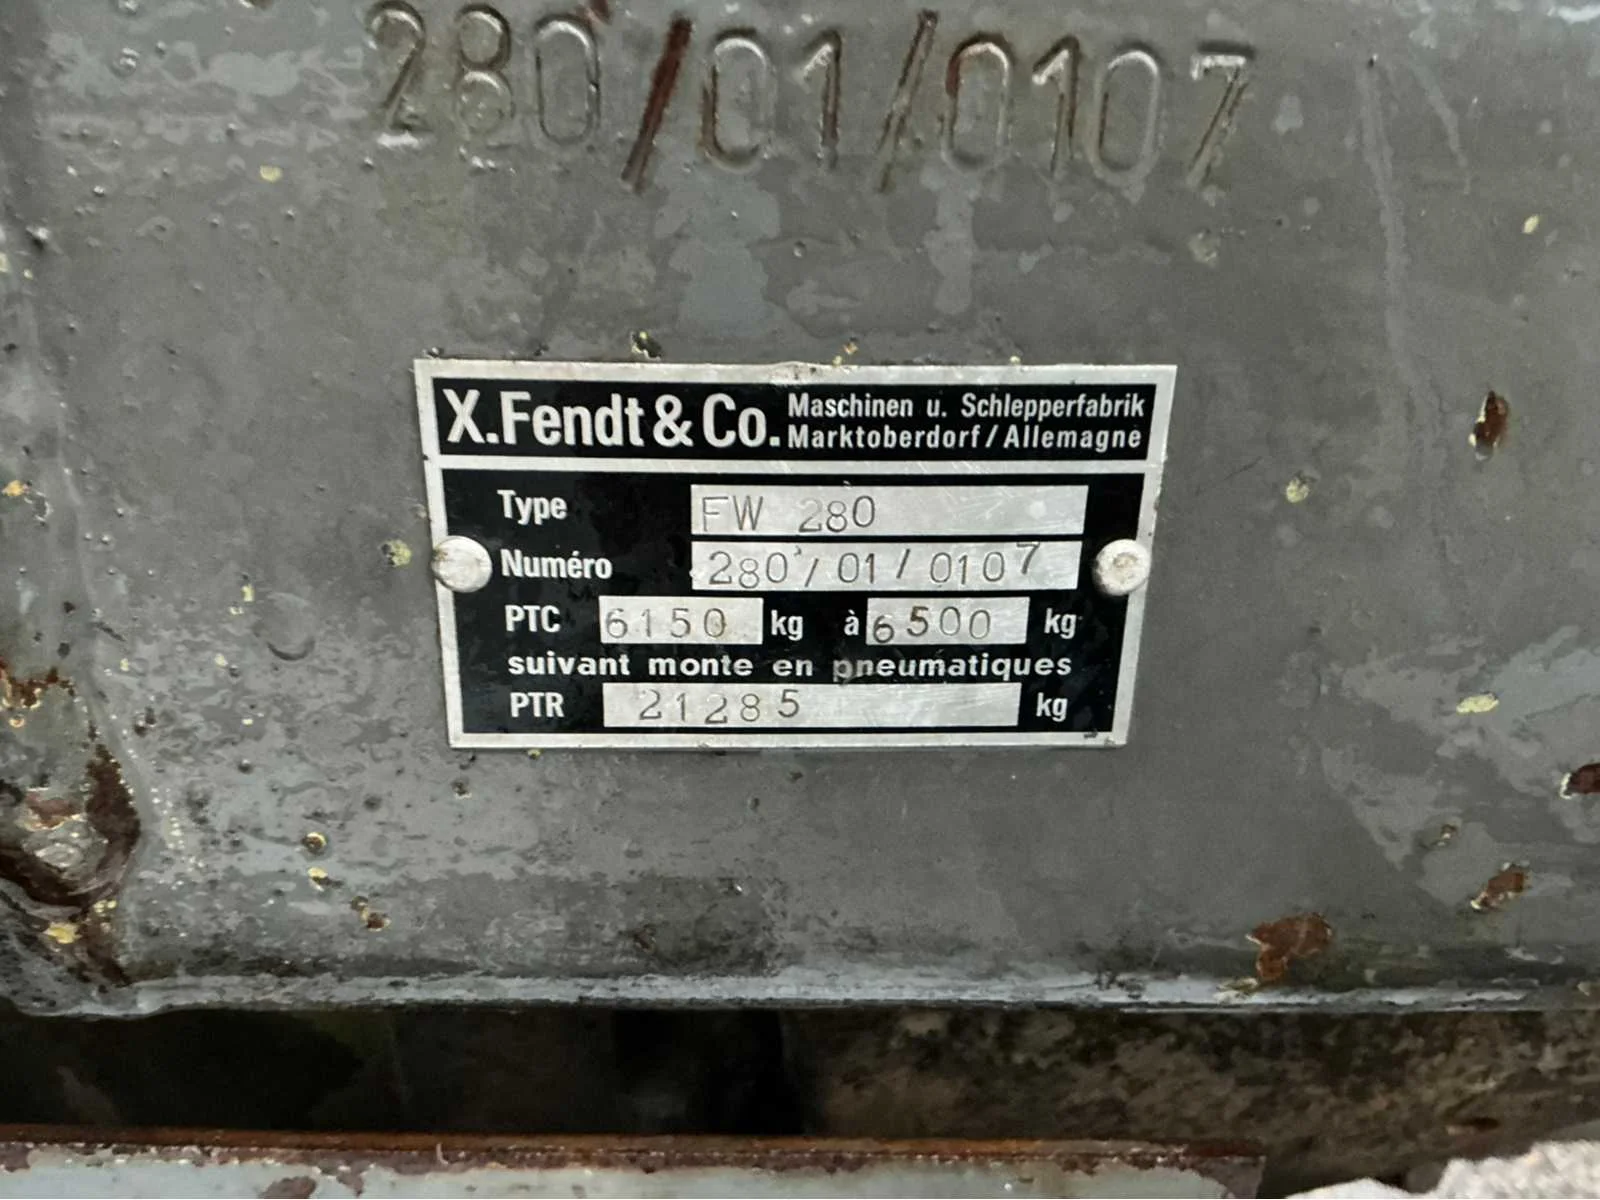 280/01/0107
X.Fendt & Co. Maschinen u. Schlepperfabrik
Marktoberdorf/Allemagne
Type FW 280
Numéro 280/01/0107
PTC 6150 kg à 6500 kg
suivant monte en pneumatiques
PTR 21285 kg